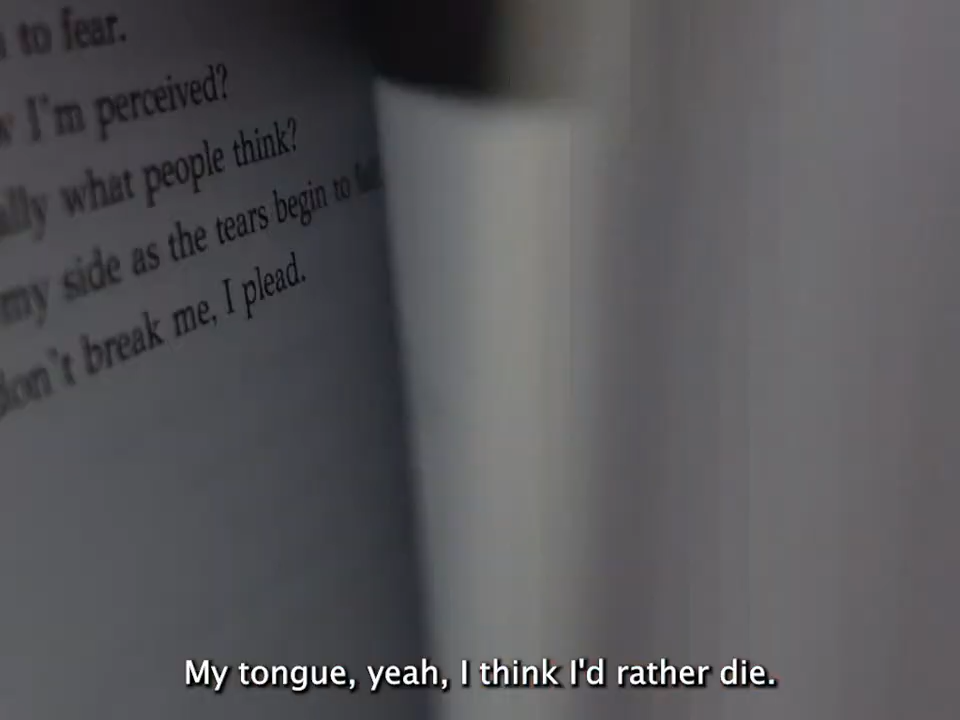 to fear.
I'm perceived?
what people think?
my side as the tears begin to
don't break me, I plead.
My tongue, yeah, I think I'd rather die.